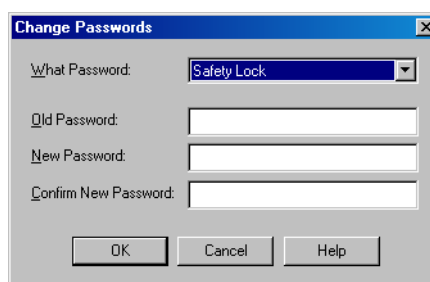 Change Passwords
What Password: Safety Lock
Old Password:
New Password:
Confirm New Password:
OK Cancel Help